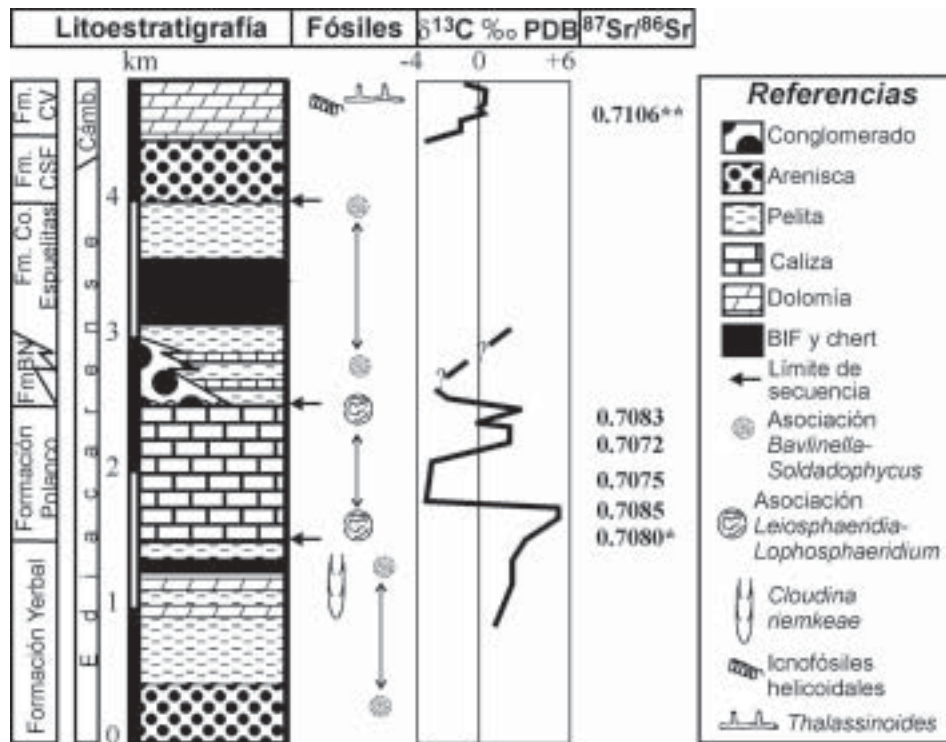 Litoestratigrafía
Fósiles
δ¹³C ‰ PDB
⁸⁷Sr/⁸⁶Sr
km
-4 0 +6
Fm. CV
Fm. CSF
Fm. Co. Espuelitas
Fm BN
Formación Polanco
Formación Yerbal
Cámb.
Ediacarense
4
3
2
1
0
?
?
0.7106**
0.7083
0.7072
0.7075
0.7085
0.7080*
Referencias
Conglomerado
Arenisca
Pelita
Caliza
Dolomía
BIF y chert
Límite de
secuencia
Asociación
Bavlinella-
Soldadophycus
Asociación
Leiosphaeridia-
Lophosphaeridium
Cloudina
riemkeae
Icnofósiles
helicoidales
Thalassinoides